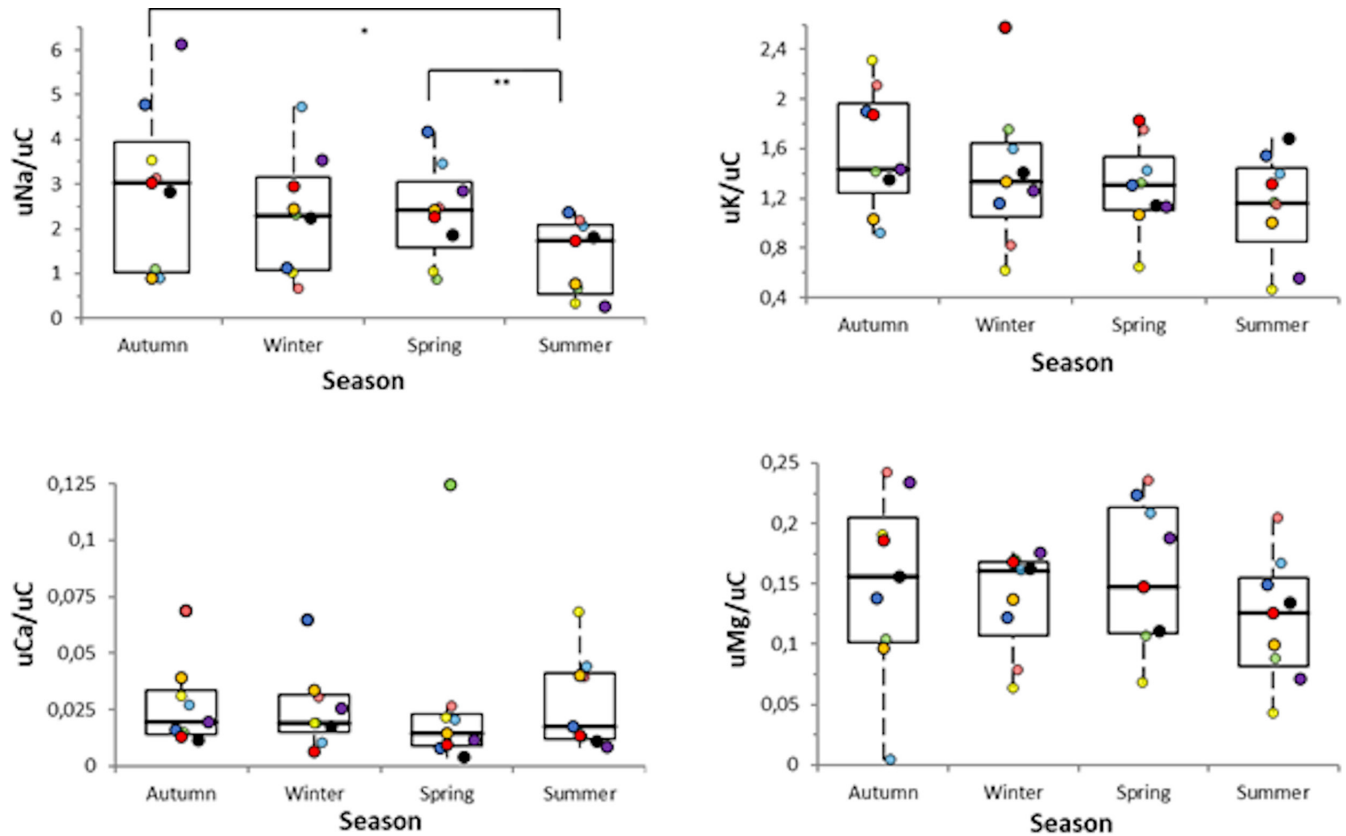 *
**
6
5
4
3
2
1
0
uNa/uC
Autumn Winter Spring Summer
Season
2,4
2
1,6
1,2
0,8
0,4
uK/uC
Autumn Winter Spring Summer
Season
0,125
0,1
0,075
0,05
0,025
0
uCa/uC
Autumn Winter Spring Summer
Season
0,25
0,2
0,15
0,1
0,05
0
uMg/uC
Autumn Winter Spring Summer
Season